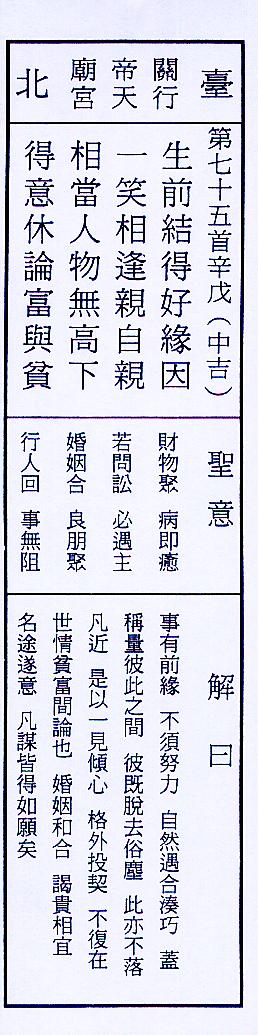 臺北
行天宮
關帝廟
第七十五首辛戊（中吉）
生前結得好緣因
一笑相逢親自親
相當人物無高下
得意休論富與貧
聖意
財物聚 病即癒
若問訟 必遇主
婚姻合 良朋聚
行人回 事無阻
解曰
事有前緣 不須努力 自然遇合湊巧 蓋
稱量彼此之間 彼既脫去俗塵 此亦不落
凡近 是以一見傾心 格外投契 不復在
世情貧富間論也 婚姻和合 謁貴相宜
名途遂意 凡謀皆得如願矣